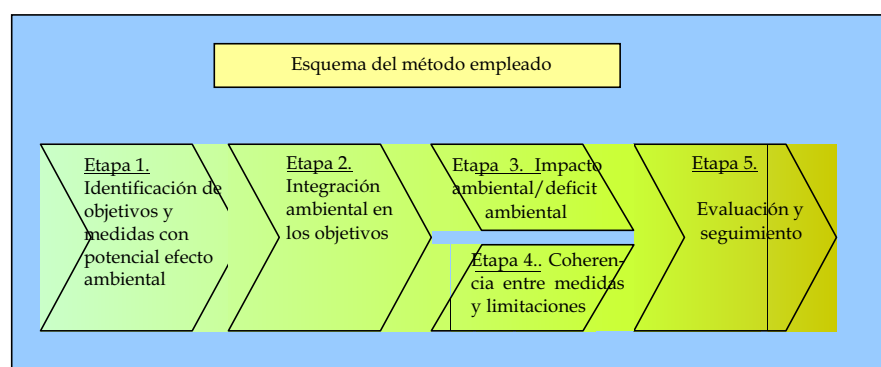 Esquema del método empleado
Etapa 1.
Identificación de
objetivos y
medidas con
potencial efecto
ambiental
Etapa 2.
Integración
ambiental en
los objetivos
Etapa 3. Impacto
ambiental/deficit
ambiental
Etapa 4.. Coheren-
cia entre medidas
y limitaciones
Etapa 5.
Evaluación y
seguimiento